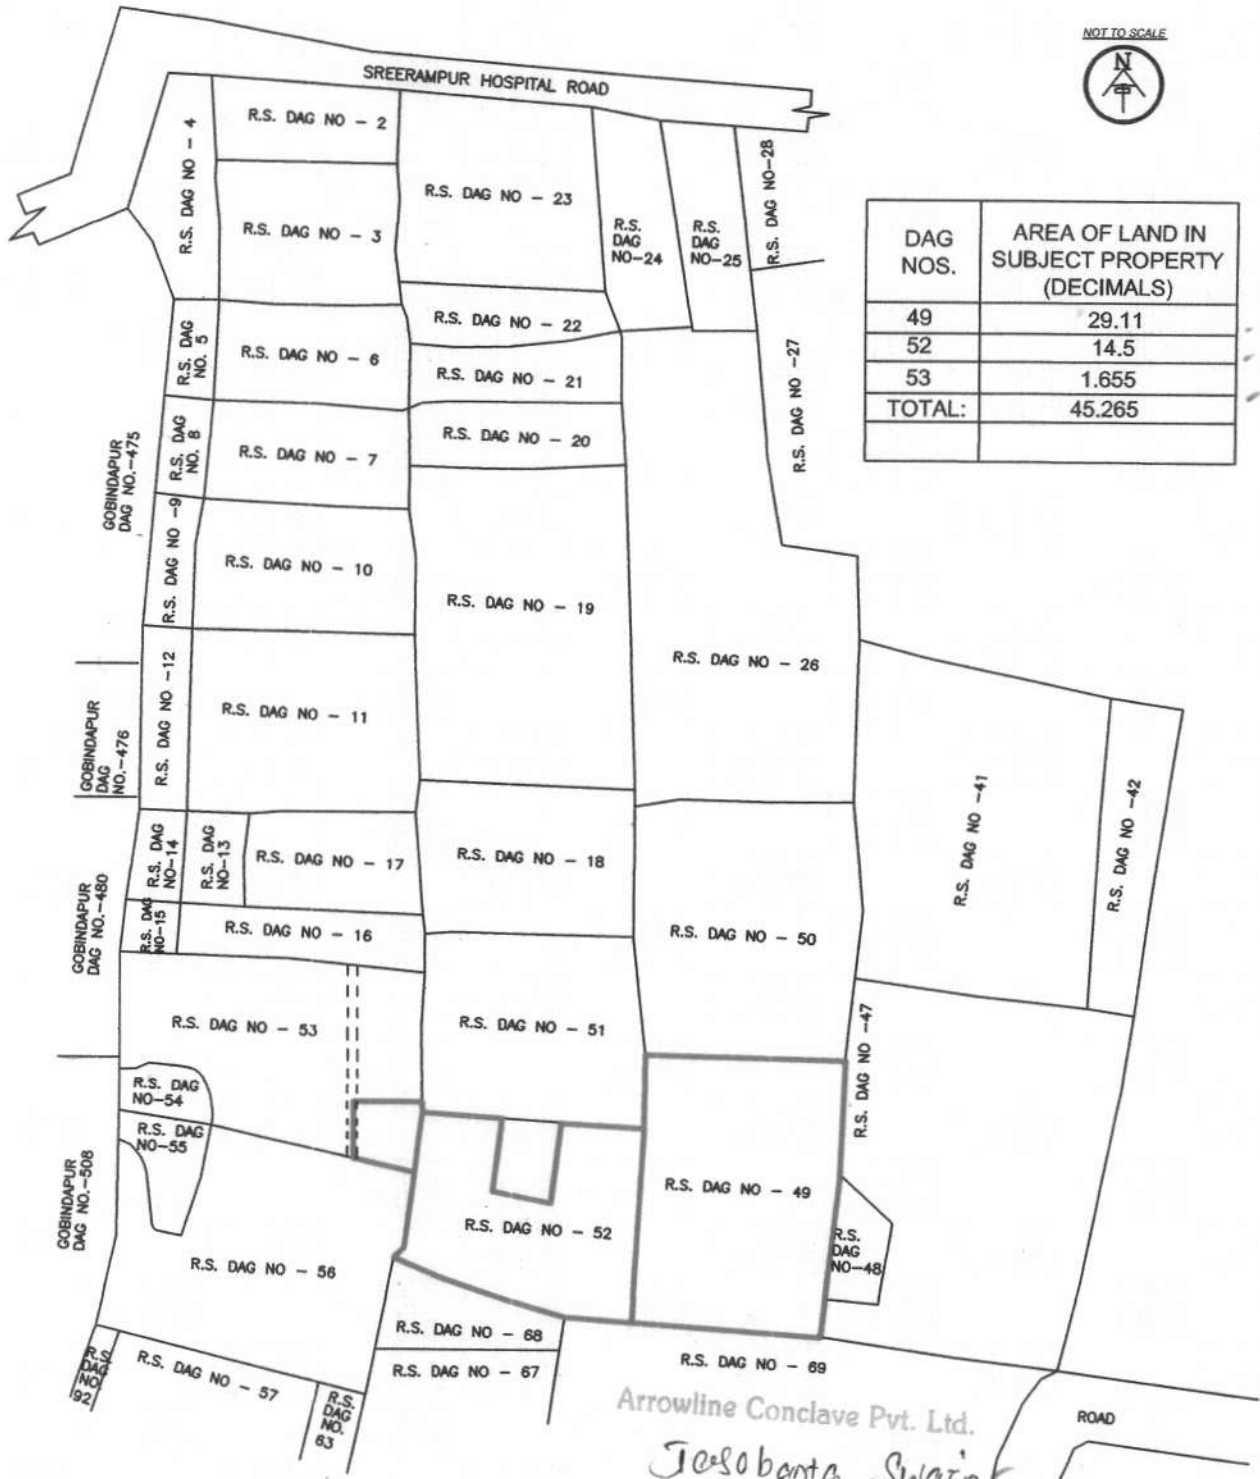 NOT TO SCALE
N
SREERAMPUR HOSPITAL ROAD
R.S. DAG NO - 4
R.S. DAG NO - 2
R.S. DAG NO - 3
R.S. DAG NO - 23
R.S.
DAG
NO-24
R.S.
DAG
NO-25
R.S. DAG NO-28
DAG
NOS.
AREA OF LAND IN
SUBJECT PROPERTY
(DECIMALS)
49
29.11
52
14.5
53
1.655
TOTAL:
45.265
R.S. DAG
NO. 5
R.S. DAG NO - 6
R.S. DAG NO - 22
R.S. DAG NO - 21
R.S. DAG NO -27
GOBINDAPUR
DAG NO.-475
R.S. DAG
NO. 8
R.S. DAG NO - 7
R.S. DAG NO - 20
R.S. DAG NO -9
R.S. DAG NO - 10
R.S. DAG NO - 19
R.S. DAG NO - 26
R.S. DAG NO -12
R.S. DAG NO - 11
GOBINDAPUR
DAG
NO.-476
R.S. DAG NO -41
R.S. DAG NO -42
R.S. DAG
NO-14
R.S. DAG
NO-13
R.S. DAG NO - 17
R.S. DAG NO - 18
GOBINDAPUR
DAG NO.-480
R.S. DAG
NO-15
R.S. DAG NO - 16
R.S. DAG NO - 50
R.S. DAG NO - 53
R.S. DAG NO - 51
R.S. DAG NO -47
R.S. DAG
NO-54
R.S. DAG
NO-55
GOBINDAPUR
DAG NO.-508
R.S. DAG NO - 49
R.S. DAG NO - 52
R.S.
DAG
NO-48
R.S. DAG NO - 56
R.S. DAG NO - 68
R.S. DAG NO - 67
R.S. DAG NO - 69
R.S.
DAG
NO.
92
R.S. DAG NO - 57
R.S.
DAG
NO.
63
Arrowline Conclave Pvt. Ltd.
ROAD